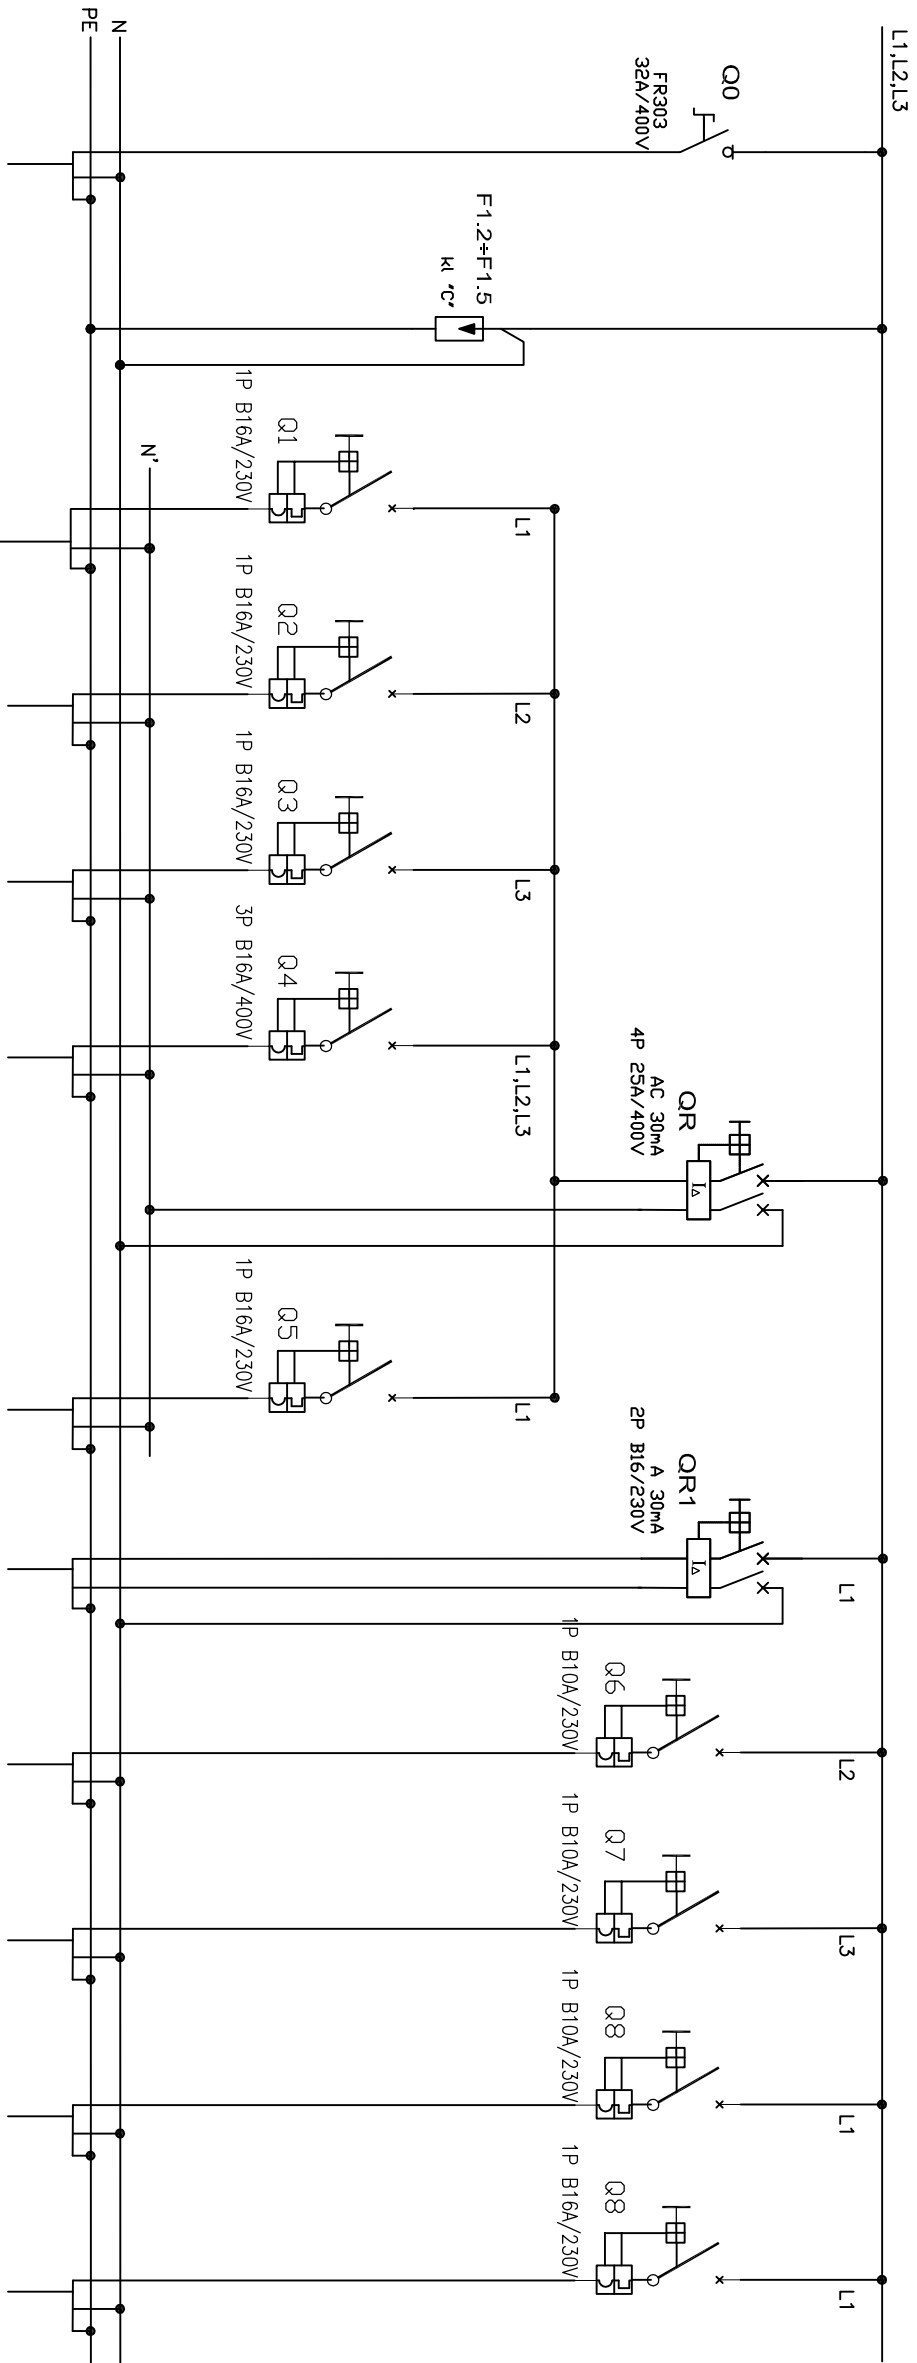 L1,L2,L3
Q0
FR303
32A/400V
F1.2÷F1.5
kl "C"
N
PE
N'
Q1
1P B16A/230V
L1
Q2
1P B16A/230V
L2
Q3
1P B16A/230V
L3
Q4
3P B16A/400V
L1,L2,L3
QR
AC 30mA
4P 25A/400V
I△
Q5
1P B16A/230V
L1
QR1
A 30mA
2P B16/230V
I△
L1
Q6
1P B10A/230V
L2
Q7
1P B10A/230V
L3
Q8
1P B10A/230V
L1
Q8
1P B16A/230V
L1